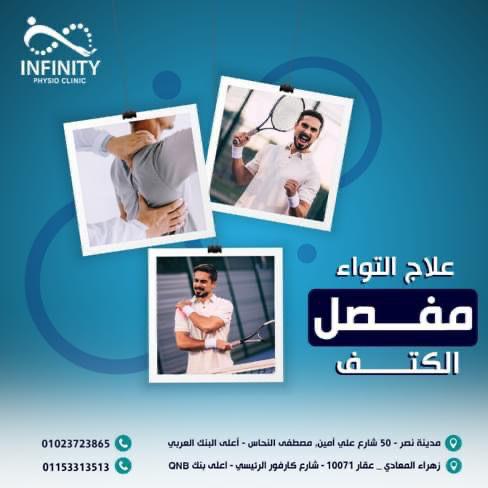 INFINITY
PHYSIO CLINIC
علاج التواء
مفصل
الكتف
مدينة نصر - 50 شارع علي أمين, مصطفى النحاس - أعلى البنك العربي
01023723865
زهراء المعادي _ عقار 10071 - شارع كارفور الرئيسي - اعلى بنك QNB
01153313513